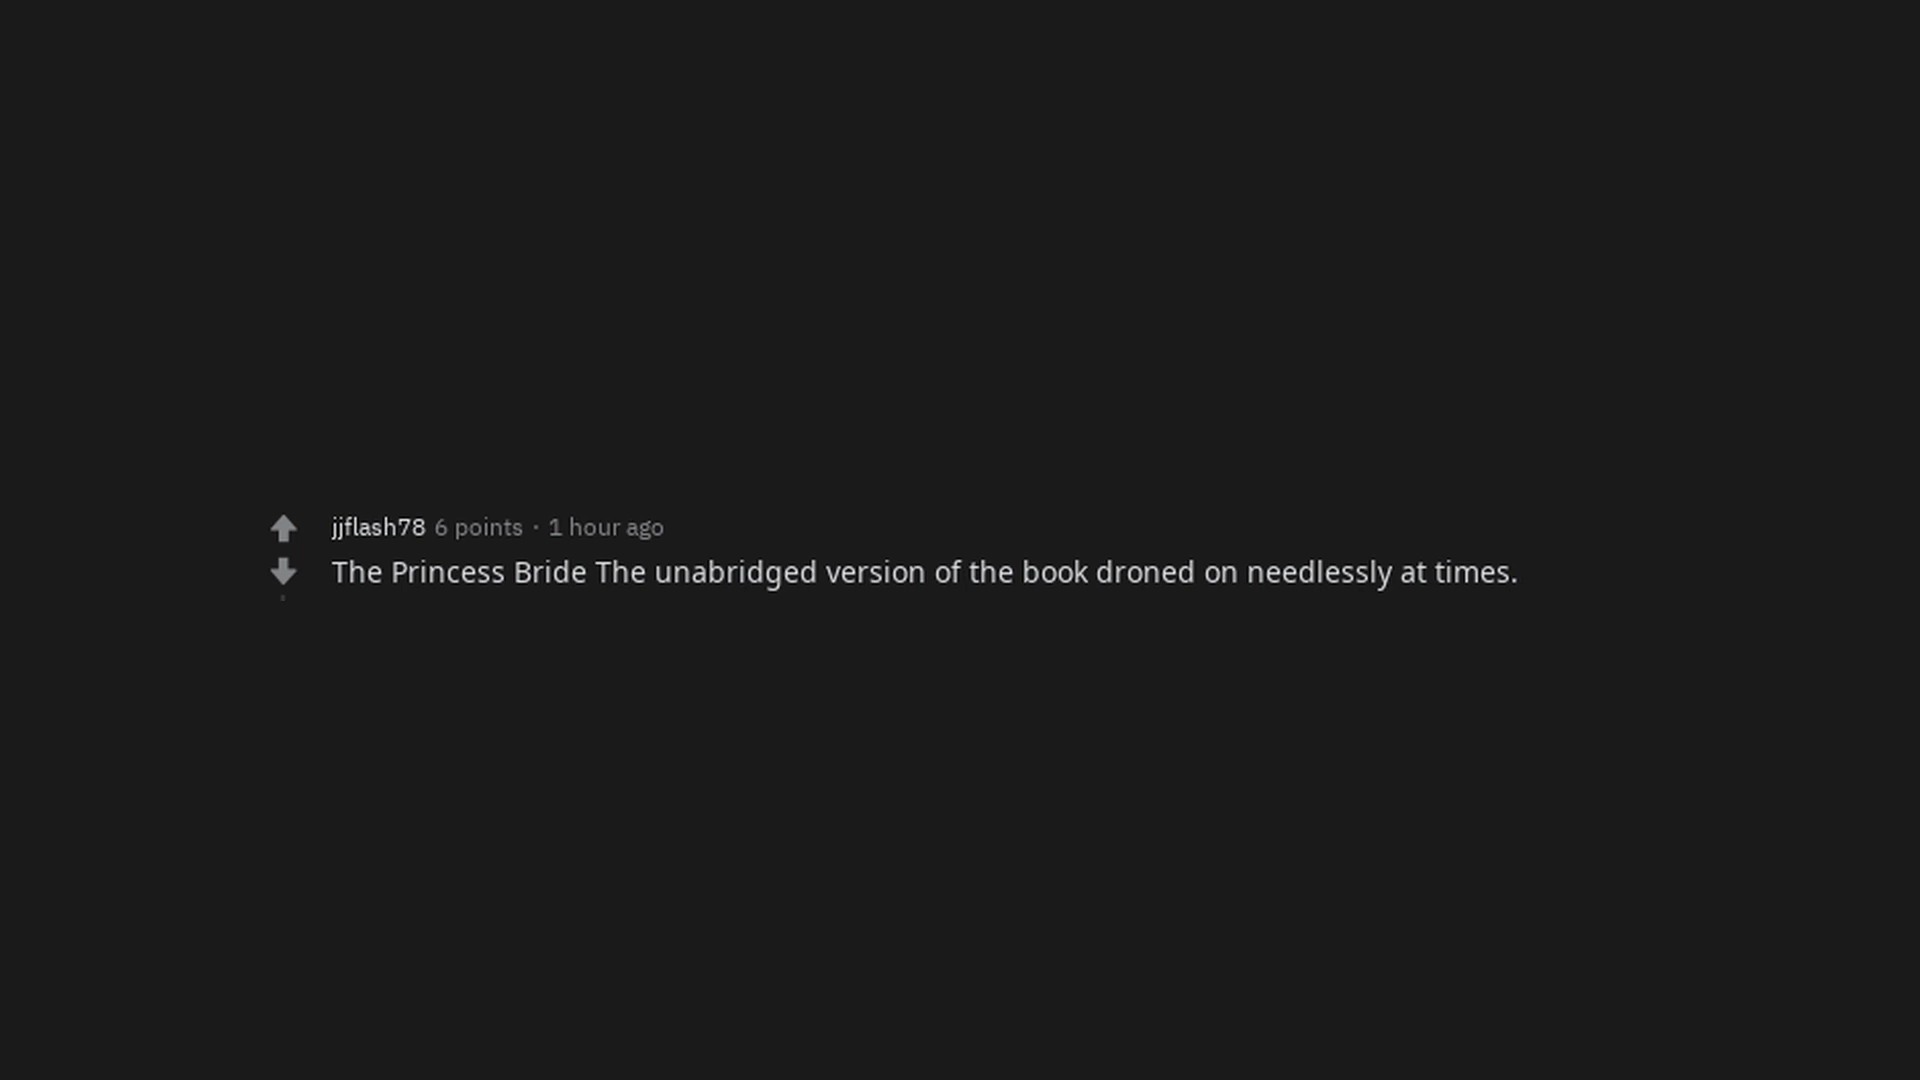 jjflash78 6 points · 1 hour ago
The Princess Bride The unabridged version of the book droned on needlessly at times.